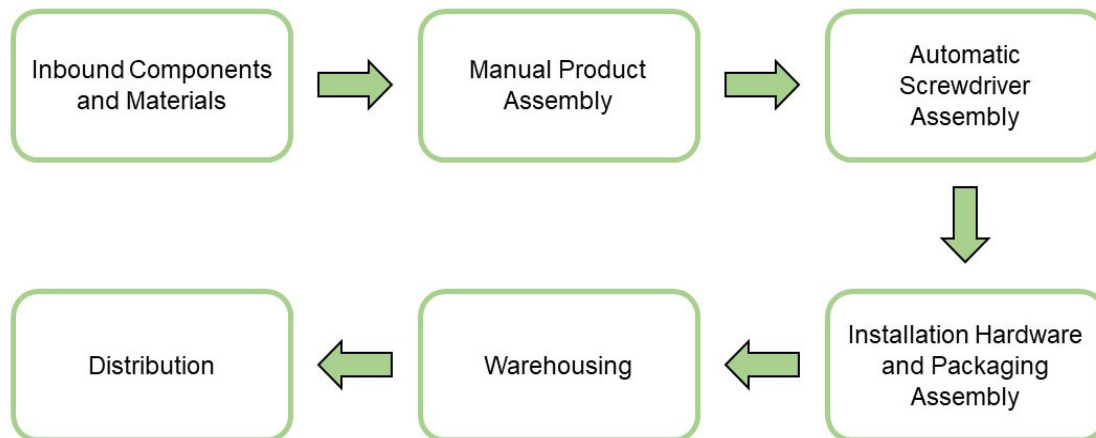 Inbound Components
and Materials
Manual Product
Assembly
Automatic
Screwdriver
Assembly
Installation Hardware
and Packaging
Assembly
Warehousing
Distribution